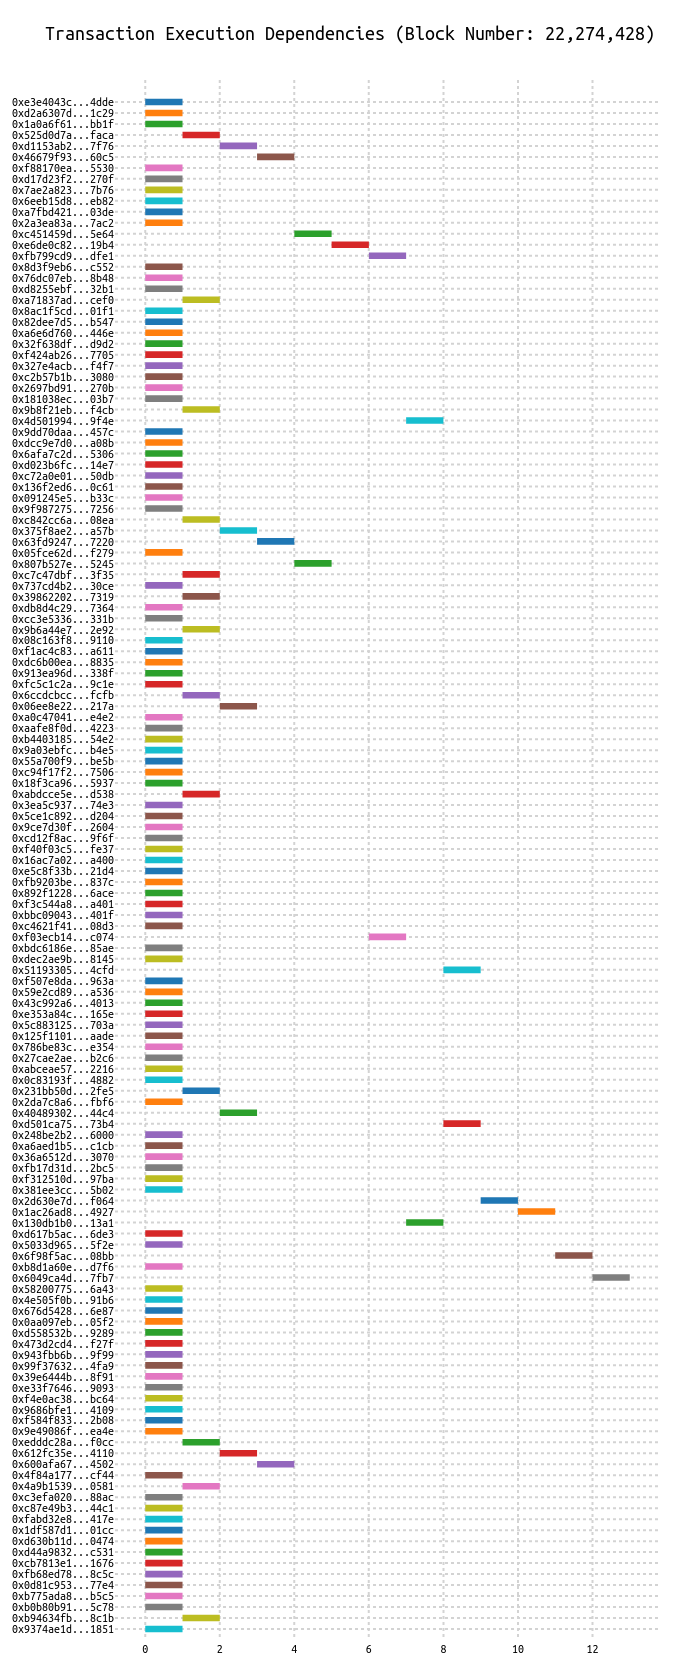 Transaction Execution Dependencies (Block Number: 22,274,428)
0xe3e4043c...4dde
0xd2a6307d...1c29
0x1a0a6f61...bb1f
0x525d0d7a...faca
0xd1153ab2...7f76
0x46679f93...60c5
0xf88170ea...5530
0xd17d23f2...270f
0x7ae2a823...7b76
0x6eeb15d8...eb82
0xa7fbd421...03de
0x2a3ea83a...7ac2
0xc451459d...5e64
0xe6de0c82...19b4
0xfb799cd9...dfe1
0x8d3f9eb6...c552
0x76dc07eb...8b48
0xd8255ebf...32b1
0xa71837ad...cef0
0x8ac1f5cd...01f1
0x82dee7d5...b547
0xa6e6d760...446e
0x32f638df...d9d2
0xf424ab26...7705
0x327e4acb...f4f7
0xc2b57b1b...3080
0x2697bd91...270b
0x181038ec...03b7
0x9b8f21eb...f4cb
0x4d501994...9f4e
0x9dd70daa...457c
0xdcc9e7d0...a08b
0x6afa7c2d...5306
0xd023b6fc...14e7
0xc72a0e01...50db
0x136f2ed6...0c61
0x091245e5...b33c
0x9f987275...7256
0xc842cc6a...08ea
0x375f8ae2...a57b
0x63fd9247...7220
0x05fce62d...f279
0x807b527e...5245
0xc7c47dbf...3f35
0x737cd4b2...30ce
0x39862202...7319
0xdb8d4c29...7364
0xcc3e5336...331b
0x9b6a44e7...2e92
0x08c163f8...9110
0xf1ac4c83...a611
0xdc6b00ea...8835
0x913ea96d...338f
0xfc5c1c2a...9c1e
0x6ccdcbcc...fcfb
0x06ee8e22...217a
0xa0c47041...e4e2
0xaafe8f0d...4223
0xb4403185...54e2
0x9a03ebfc...b4e5
0x55a700f9...be5b
0xc94f17f2...7506
0x18f3ca96...5937
0xabdcce5e...d538
0x3ea5c937...74e3
0x5ce1c892...d204
0x9ce7d30f...2604
0xcd12f8ac...9f6f
0xf40f03c5...fe37
0x16ac7a02...a400
0xe5c8f33b...21d4
0xfb9203be...837c
0x892f1228...6ace
0xf3c544a8...a401
0xbbc09043...401f
0xc4621f41...08d3
0xf03ecb14...c074
0xbdc6186e...85ae
0xdec2ae9b...8145
0x51193305...4cfd
0xf507e8da...963a
0x59e2cd89...a536
0x43c992a6...4013
0xe353a84c...165e
0x5c883125...703a
0x125f1101...aade
0x786be83c...e354
0x27cae2ae...b2c6
0xabceae57...2216
0x0c83193f...4882
0x231bb50d...2fe5
0x2da7c8a6...fbf6
0x40489302...44c4
0xd501ca75...73b4
0x248be2b2...6000
0xa6aed1b5...c1cb
0x36a6512d...3070
0xfb17d31d...2bc5
0xf312510d...97ba
0x381ee3cc...5b02
0x2d630e7d...f064
0x1ac26ad8...4927
0x130db1b0...13a1
0xd617b5ac...6de3
0x5033d965...5f2e
0x6f98f5ac...08bb
0xb8d1a60e...d7f6
0x6049ca4d...7fb7
0x58200775...6a43
0x4e505f0b...91b6
0x676d5428...6e87
0x0aa097eb...05f2
0xd558532b...9289
0x473d2cd4...f27f
0x943fbb6b...9f99
0x99f37632...4fa9
0x39e6444b...8f91
0xe33f7646...9093
0xf4e0ac38...bc64
0x9686bfe1...4109
0xf584f833...2b08
0x9e49086f...ea4e
0xedddc28a...f0cc
0x612fc35e...4110
0x600afa67...4502
0x4f84a177...cf44
0x4a9b1539...0581
0xc3efa020...88ac
0xc87e49b3...44c1
0xfabd32e8...417e
0x1df587d1...01cc
0xd630b11d...0474
0xd44a9832...c531
0xcb7813e1...1676
0xfb68ed78...8c5c
0x0d81c953...77e4
0xb775ada8...b5c5
0xb0b80b91...5c78
0xb94634fb...8c1b
0x9374ae1d...1851
0 2 4 6 8 10 12